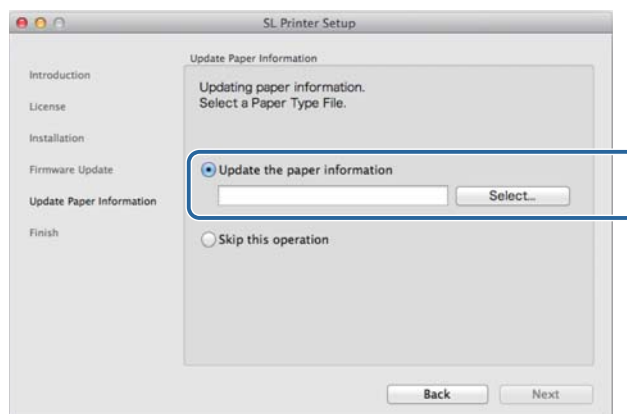 SL Printer Setup
Update Paper Information
Introduction
License
Installation
Firmware Update
Update Paper Information
Finish
Updating paper information.
Select a Paper Type File.
Update the paper information
Select...
Skip this operation
Back
Next